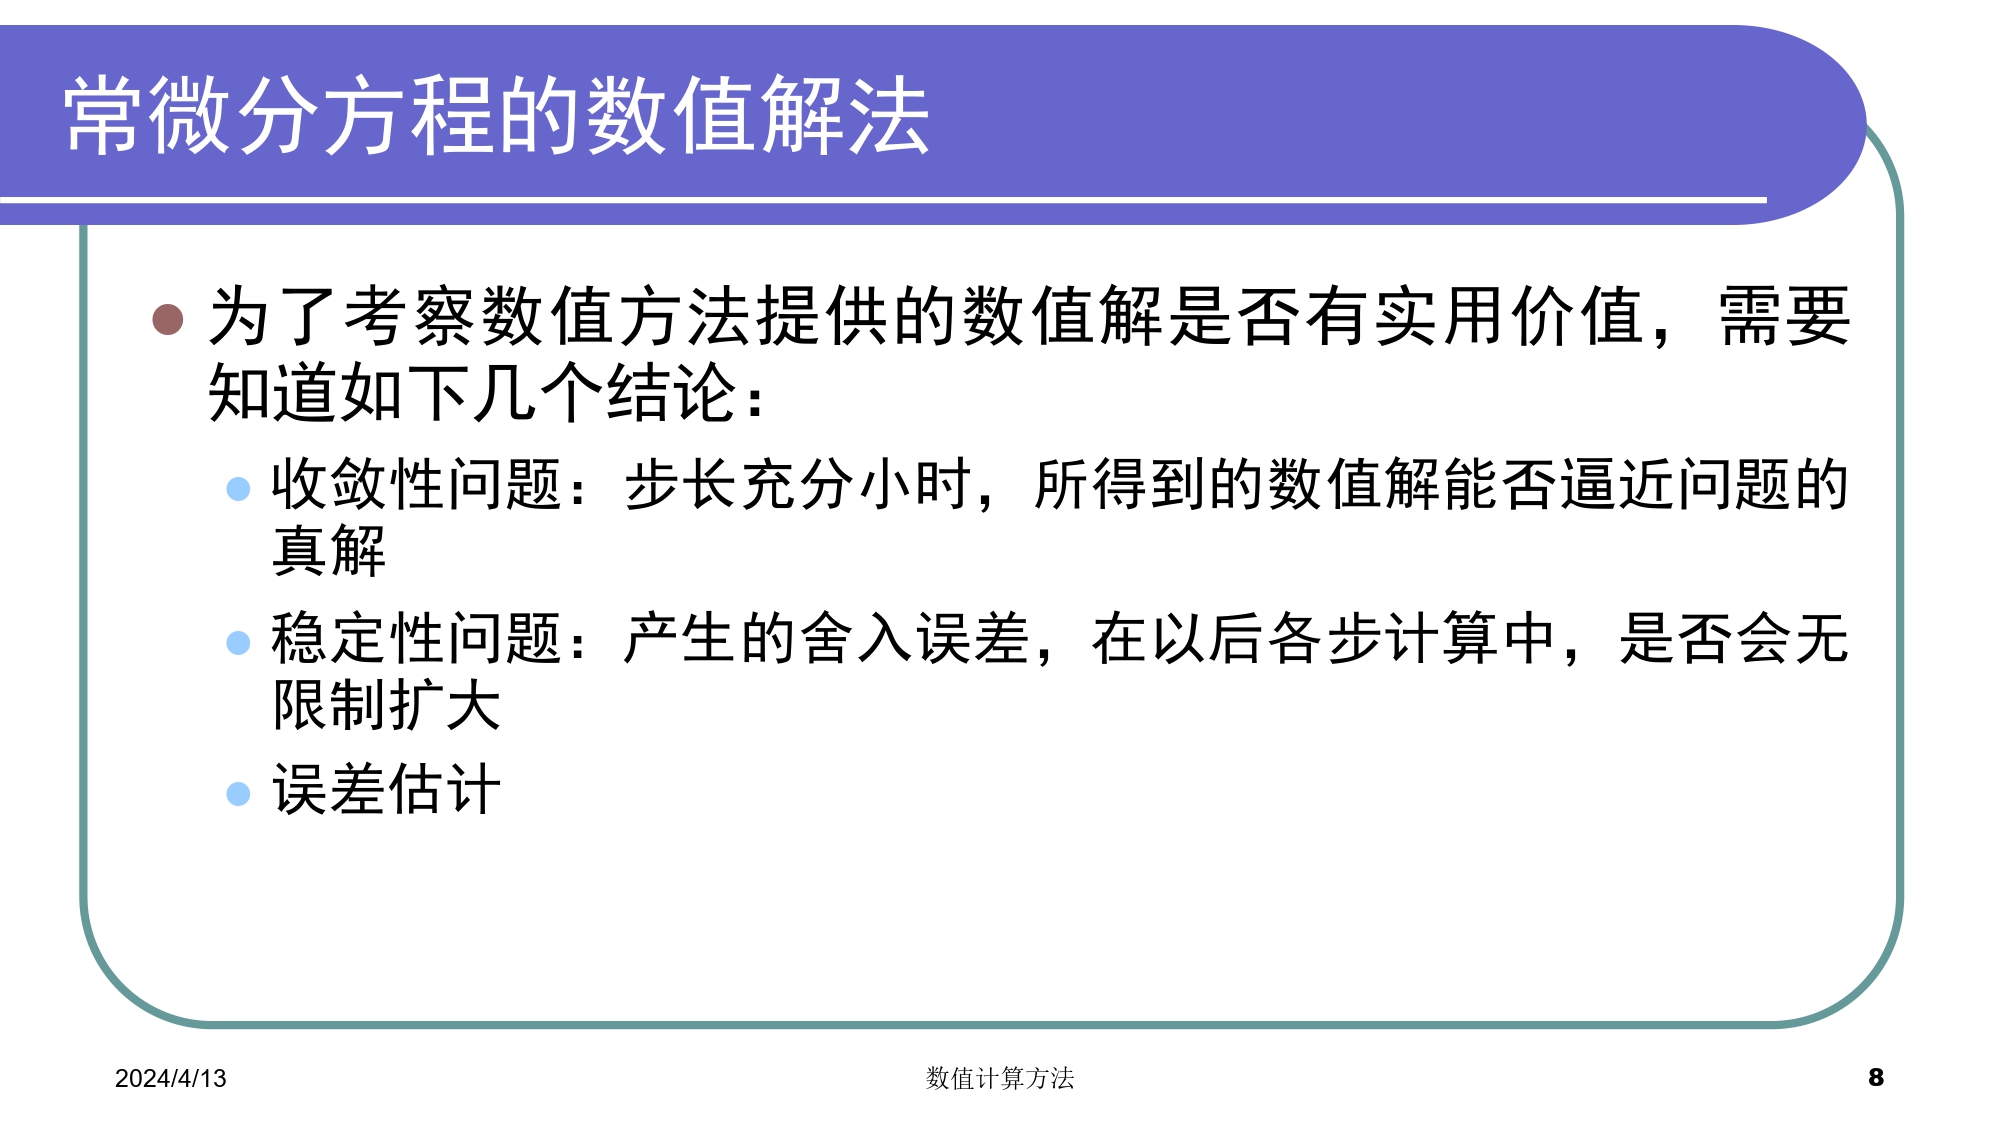 常微分方程的数值解法
为了考察数值方法提供的数值解是否有实用价值，需要
知道如下几个结论：
收敛性问题：步长充分小时，所得到的数值解能否逼近问题的
真解
稳定性问题：产生的舍入误差，在以后各步计算中，是否会无
限制扩大
误差估计
2024/4/13
数值计算方法
8